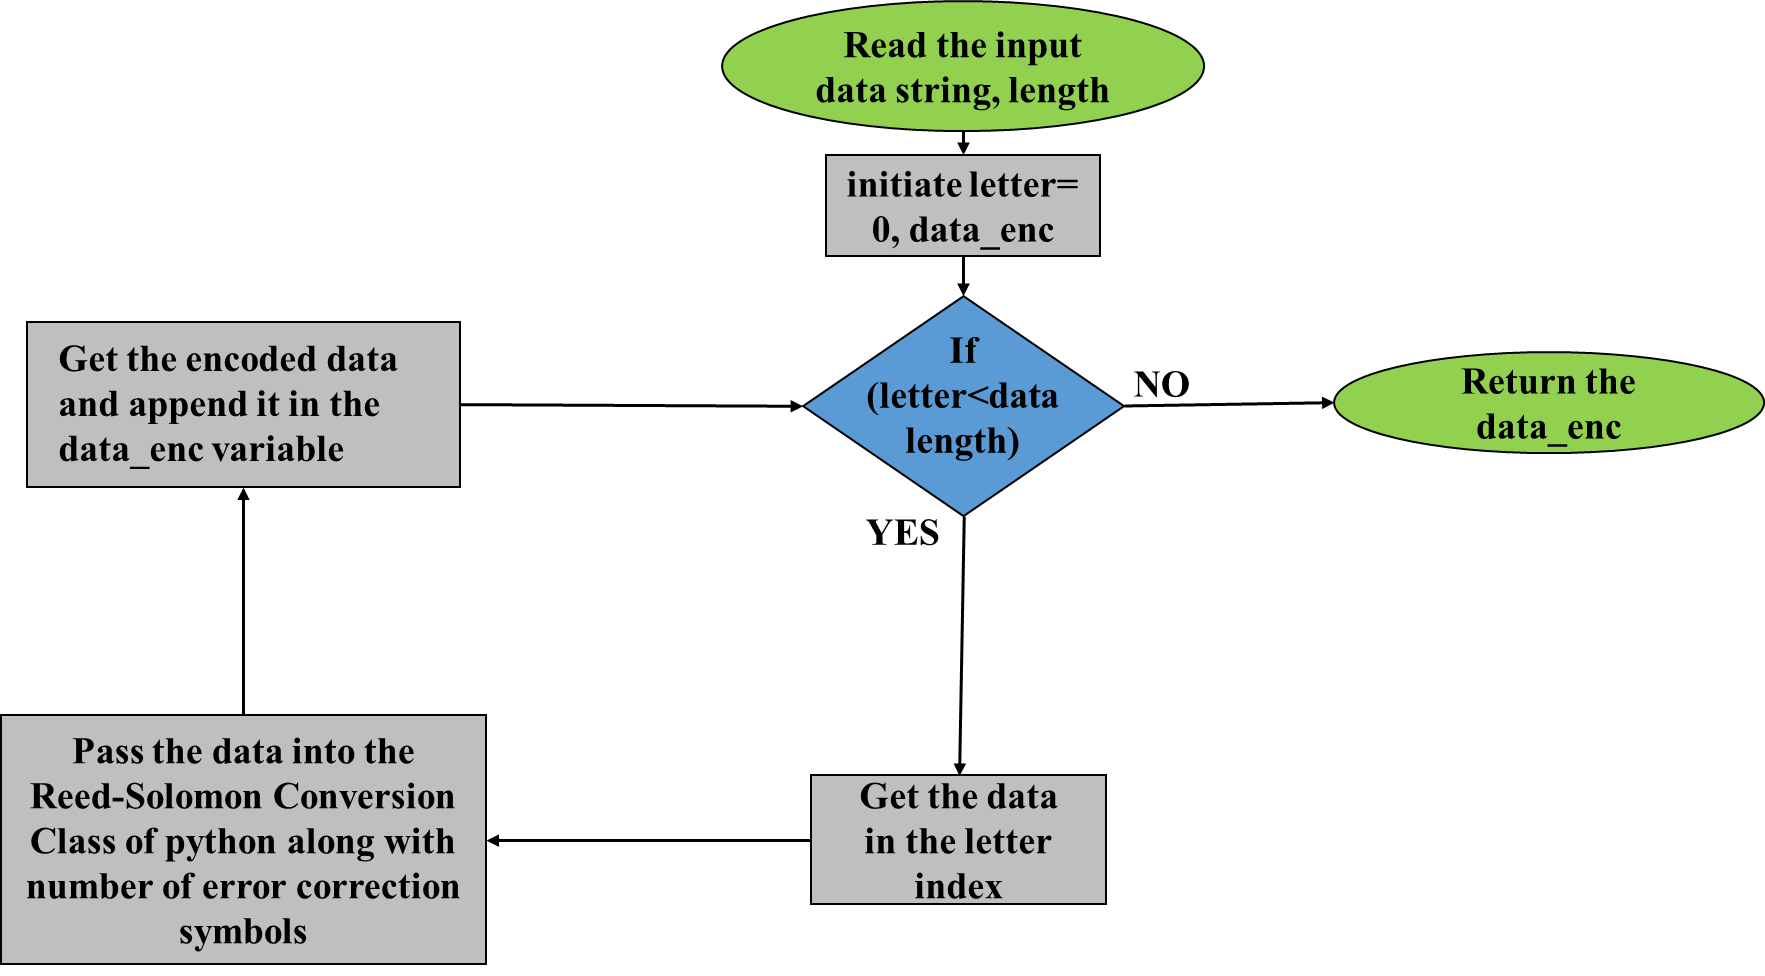 Read the input
data string, length
initiate letter=
0, data_enc
If
(letter<data
length)
NO
Return the
data_enc
YES
Get the data
in the letter
index
Pass the data into the
Reed-Solomon Conversion
Class of python along with
number of error correction
symbols
Get the encoded data
and append it in the
data_enc variable